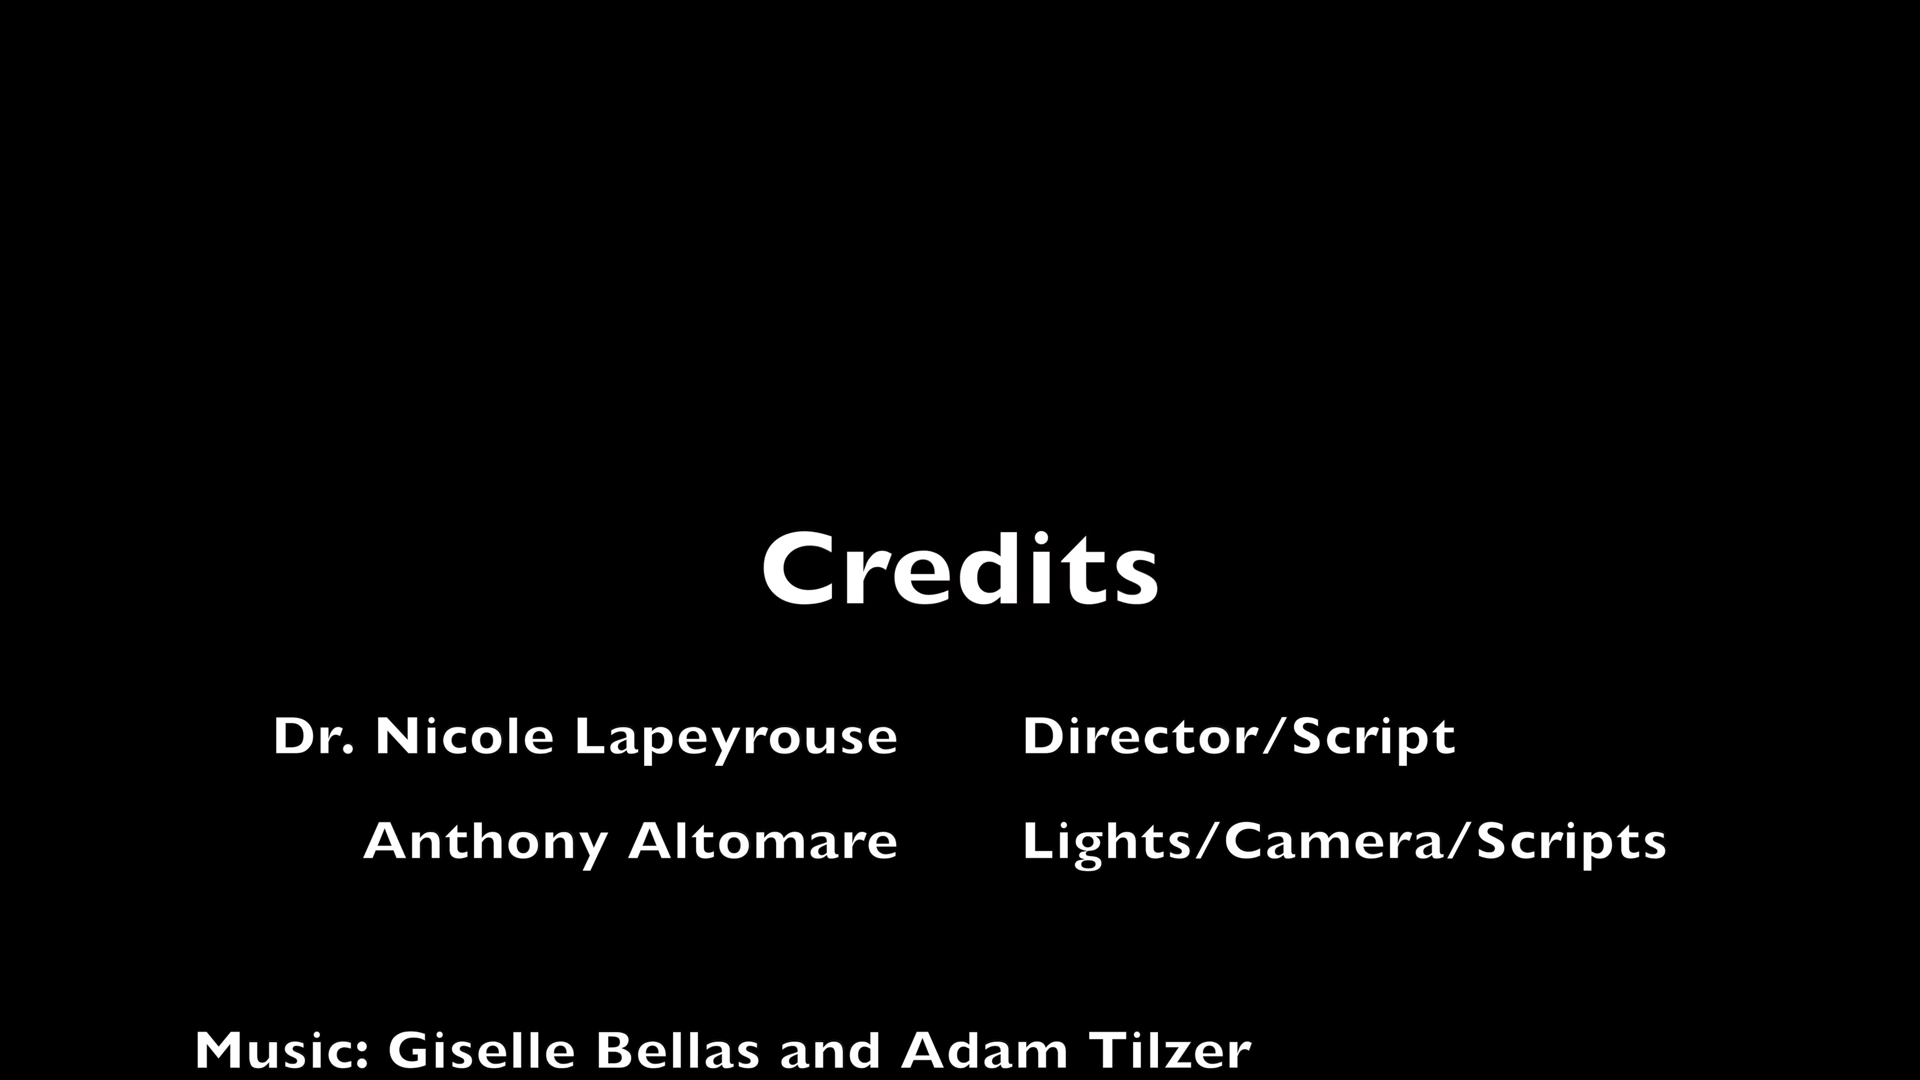 Credits
Dr. Nicole Lapeyrouse Director/Script
Anthony Altomare Lights/Camera/Scripts
Music: Giselle Bellas and Adam Tilzer